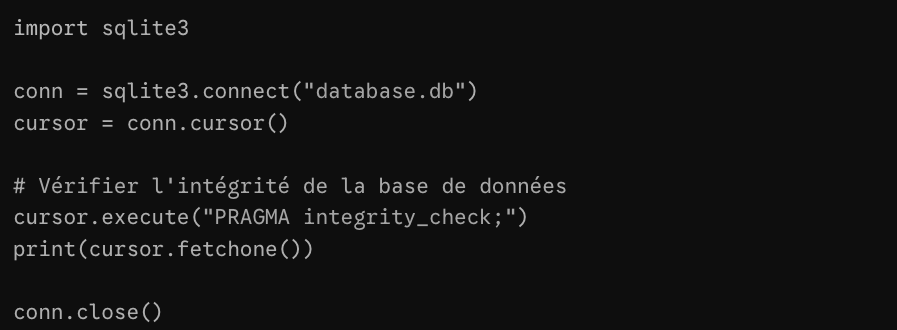 import sqlite3

conn = sqlite3.connect("database.db")
cursor = conn.cursor()

# Vérifier l'intégrité de la base de données
cursor.execute("PRAGMA integrity_check;")
print(cursor.fetchone())

conn.close()